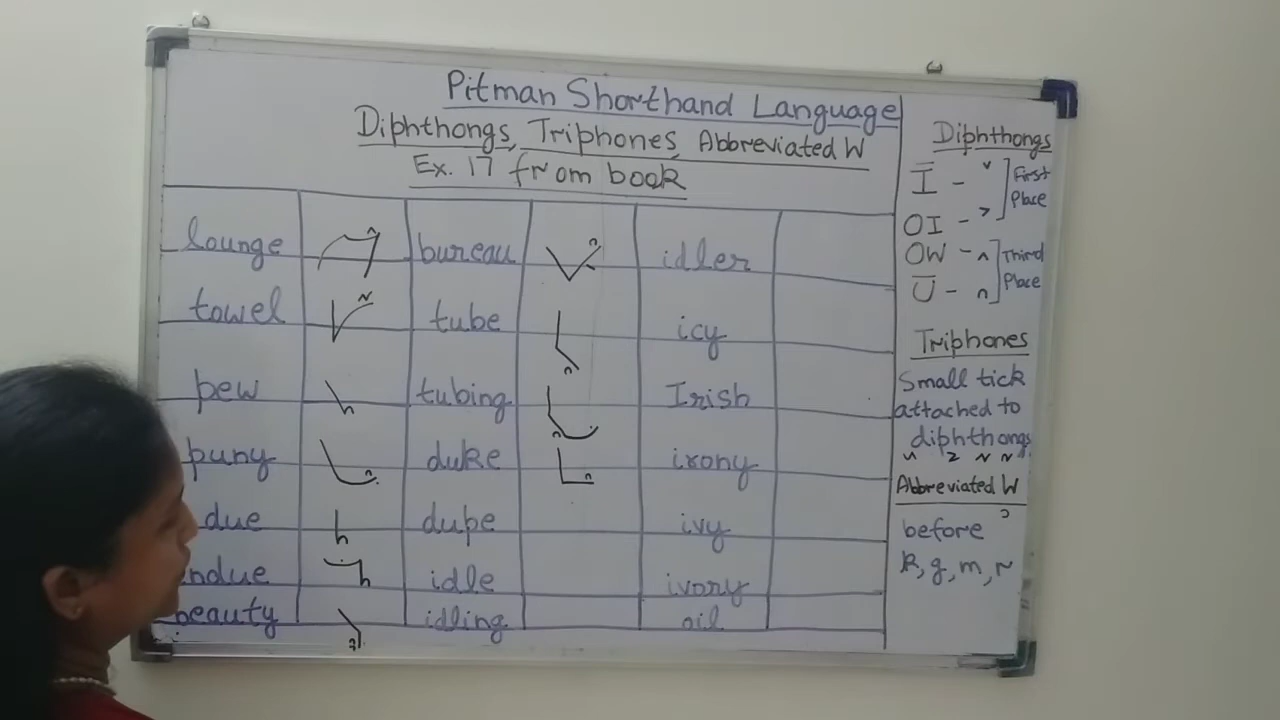 Pitman Shorthand Language
Diphthongs, Triphones, Abbreviated W
Ex. 17 from book
lounge bureau idler
towel tube icy
pew tubing Irish
puny duke irony
due dupe ivy
endue idle ivory
beauty idling oil
Diphthongs
I - First
OI - Place
OW - Third
U - Place
Triphones
Small tick
attached to
diphthongs
Abbreviated W
before